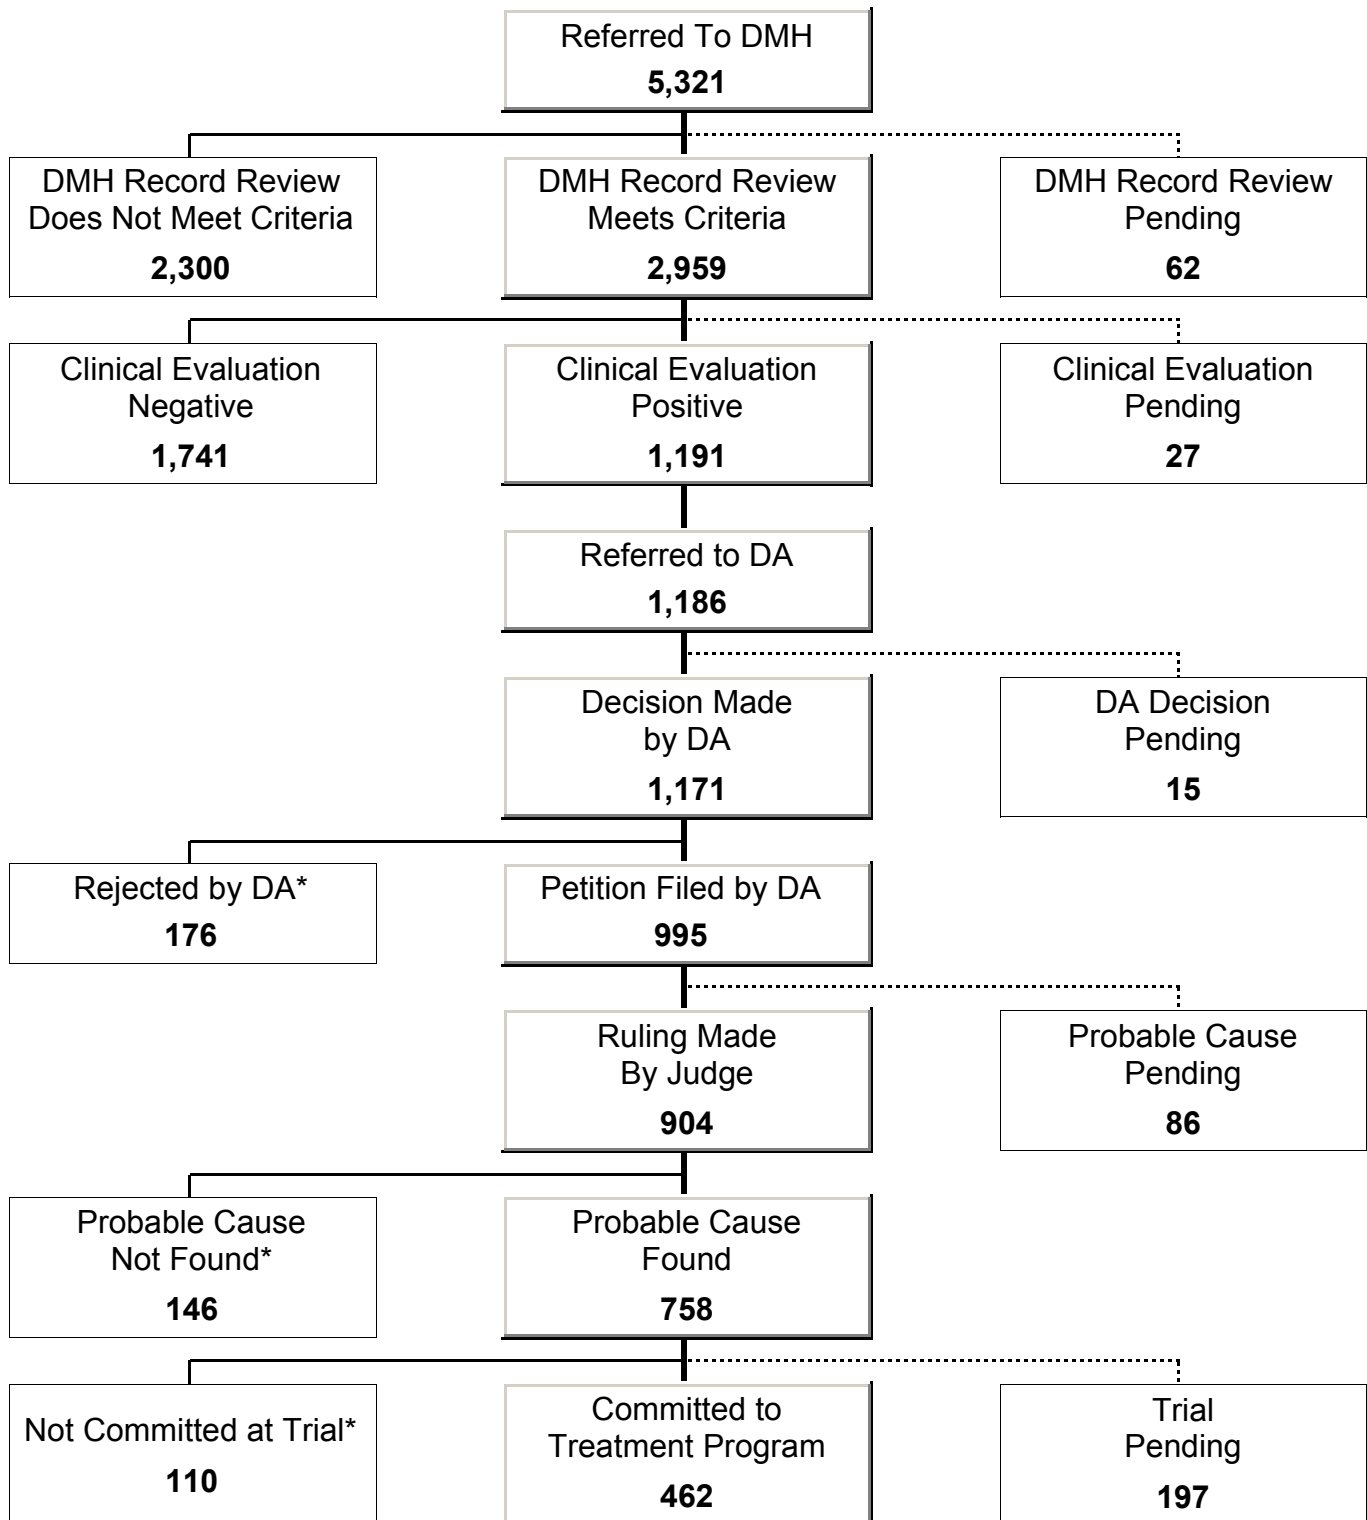 Referred To DMH
5,321
DMH Record Review
Does Not Meet Criteria
2,300
DMH Record Review
Meets Criteria
2,959
DMH Record Review
Pending
62
Clinical Evaluation
Negative
1,741
Clinical Evaluation
Positive
1,191
Clinical Evaluation
Pending
27
Referred to DA
1,186
Decision Made
by DA
1,171
DA Decision
Pending
15
Rejected by DA*
176
Petition Filed by DA
995
Ruling Made
By Judge
904
Probable Cause
Pending
86
Probable Cause
Not Found*
146
Probable Cause
Found
758
Not Committed at Trial*
110
Committed to
Treatment Program
462
Trial
Pending
197